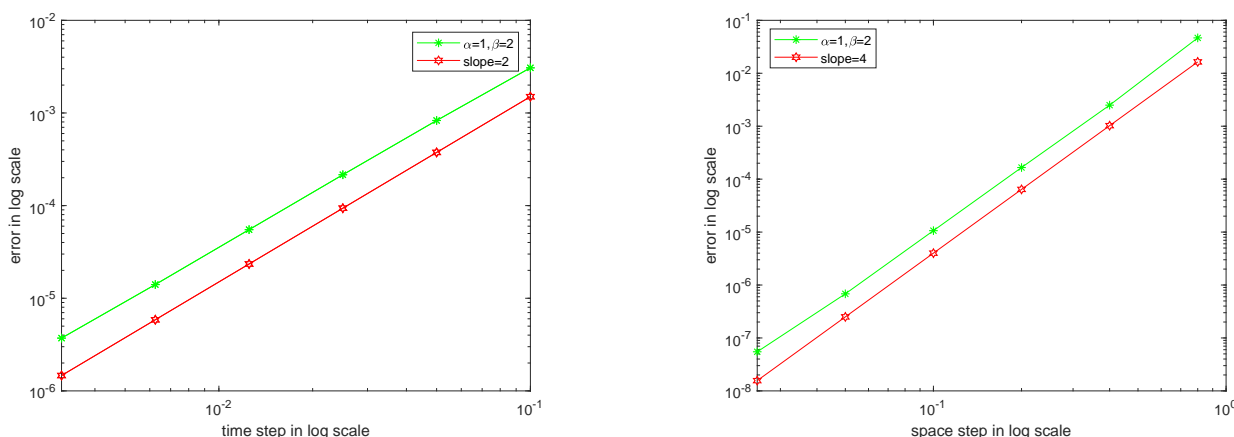 10^-2
10^-3
10^-4
10^-5
10^-6
error in log scale
α=1, β=2
slope=2
10^-2
10^-1
time step in log scale
10^-1
10^-2
10^-3
10^-4
10^-5
10^-6
10^-7
10^-8
error in log scale
α=1, β=2
slope=4
10^-1
10^0
space step in log scale